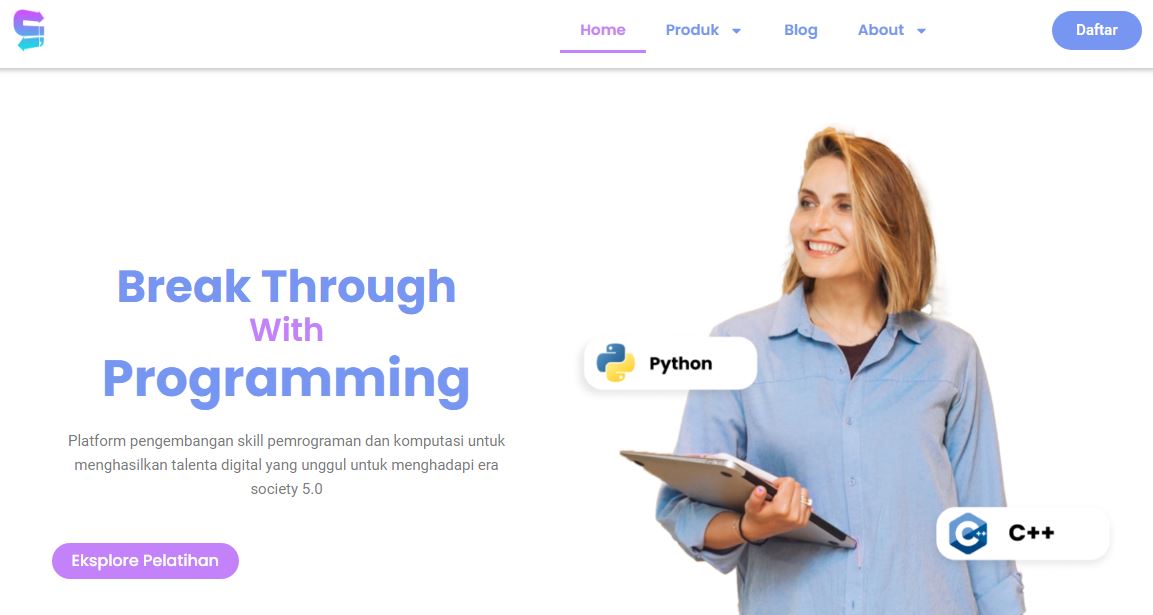 Home
Produk
Blog
About
Daftar
Break Through
With
Programming
Platform pengembangan skill pemrograman dan komputasi untuk
menghasilkan talenta digital yang unggul untuk menghadapi era
society 5.0
Eksplore Pelatihan
Python
C++